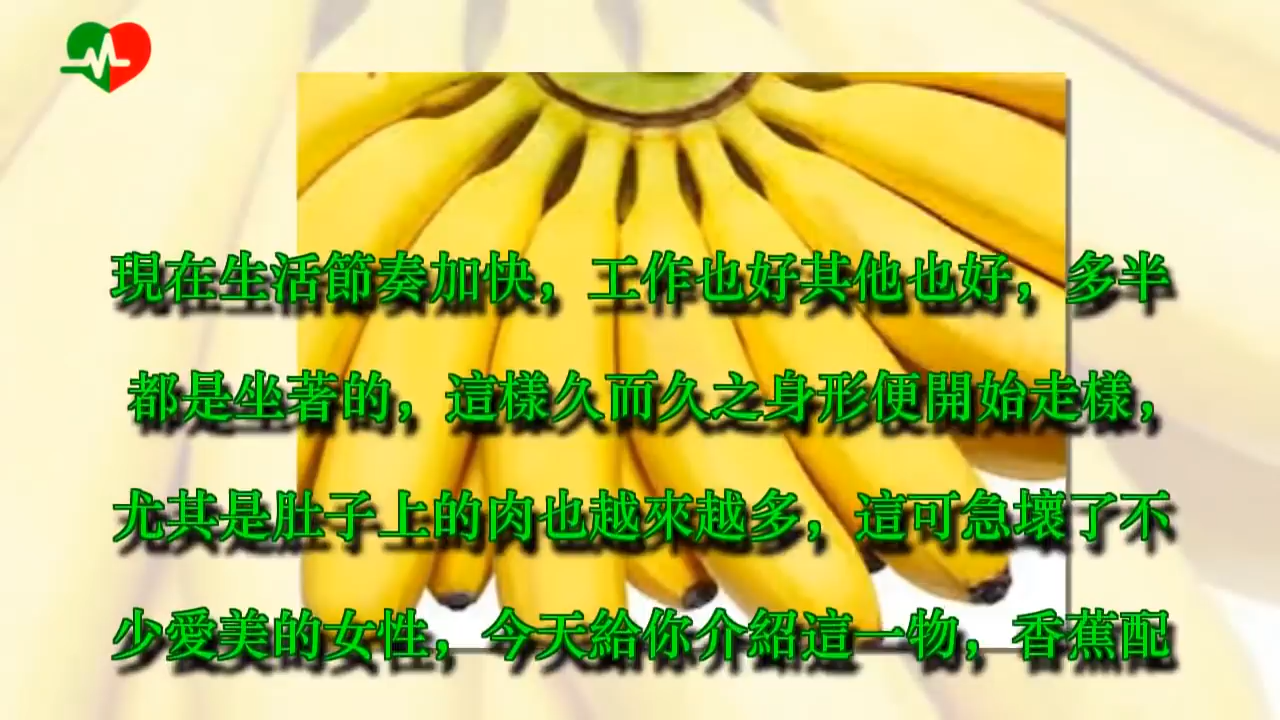 現在生活節奏加快，工作也好其他也好，多半
都是坐著的，這樣久而久之身形便開始走樣，
尤其是肚子上的肉也越來越多，這可急壞了不
少愛美的女性，今天給你介紹這一物，香蕉配